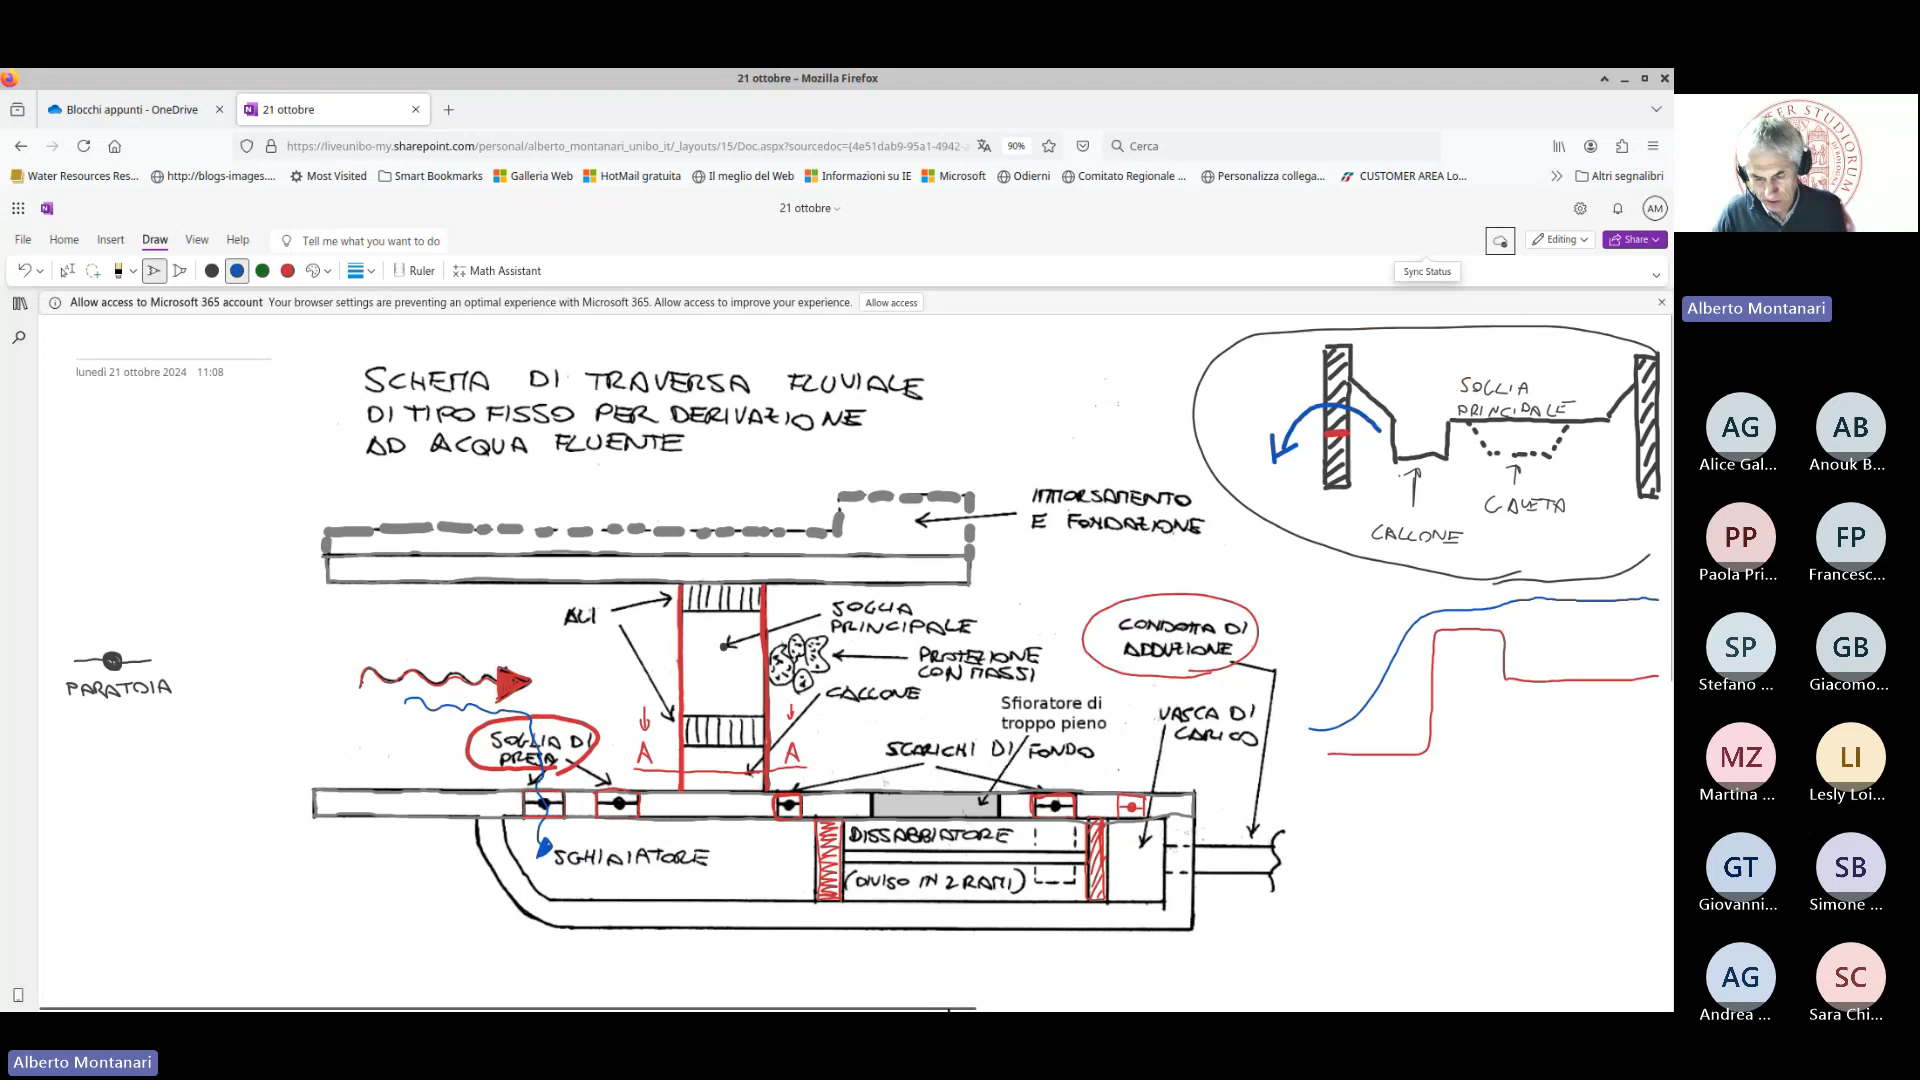 21 ottobre – Mozilla Firefox
Blocchi appunti - OneDrive
21 ottobre
https://liveunibo-my.sharepoint.com/personal/alberto_montanari_unibo_it/_layouts/15/Doc.aspx?sourcedoc={4e51dab9-95a1-4942-
90%
Cerca
Water Resources Res...
http://blogs-images....
Most Visited
Smart Bookmarks
Galleria Web
HotMail gratuita
Il meglio del Web
Informazioni su IE
Microsoft
Odierni
Comitato Regionale ...
Personalizza collega...
CUSTOMER AREA Lo...
Altri segnalibri
21 ottobre
AM
File
Home
Insert
Draw
View
Help
Tell me what you want to do
Editing
Share
Ruler
Math Assistant
Sync Status
Allow access to Microsoft 365 account Your browser settings are preventing an optimal experience with Microsoft 365. Allow access to improve your experience.
Allow access
lunedì 21 ottobre 2024 11:08
SCHEMA DI TRAVERSA FLUVIALE
DI TIPO FISSO PER DERIVAZIONE
AD ACQUA FLUENTE
SOGLIA
PRINCIPALE
GAVETA
CALLONE
IMMORSAMENTO
E FONDAZIONE
ALI
SOGLIA
PRINCIPALE
PROTEZIONE
CON MASSI
CALLONE
CONDOTTA DI
ADDUZIONE
PARATOIA
SOGLIA DI
PRESA
A
A
Sfioratore di
troppo pieno
SCARICHI DI FONDO
VASCA DI
CARICO
DISSABBIATORE
(DIVISO IN 2 RAMI)
SGHIAIATORE
Alberto Montanari
AG
Alice Gal...
AB
Anouk B...
PP
Paola Pri...
FP
Francesc...
SP
Stefano ...
GB
Giacomo...
MZ
Martina ...
LI
Lesly Loi...
GT
Giovanni...
SB
Simone ...
AG
Andrea ...
SC
Sara Chi...
Alberto Montanari